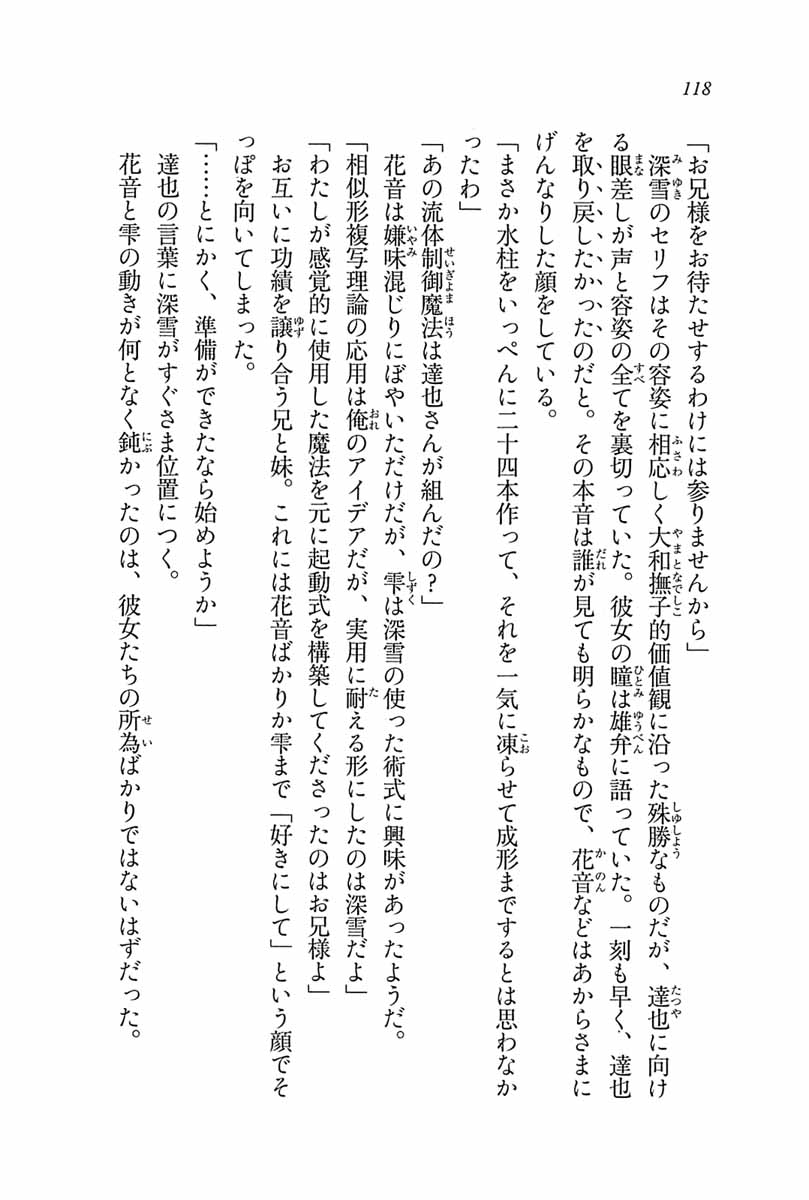 118
「お兄様をお待たせするわけには参りませんから」
深雪のセリフはその容姿に相応しく大和撫子的価値観に沿った殊勝なものだが、達也に向け
る眼差しが声と容姿の全てを裏切っていた。彼女の瞳は雄弁に語っていた。一刻も早く、達也
を取り戻したかったのだと。その本音は誰が見ても明らかなもので、花音などはあからさまに
げんなりした顔をしている。
「まさか水柱をいっぺんに二十四本作って、それを一気に凍らせて成形までするとは思わなか
ったわ」
「あの流体制御魔法は達也さんが組んだの?」
花音は嫌味混じりにぼやいただけだが、雫は深雪の使った術式に興味があったようだ。
「相似形複写理論の応用は俺のアイデアだが、実用に耐える形にしたのは深雪だよ」
「わたしが感覚的に使用した魔法を元に起動式を構築してくださったのはお兄様よ」
お互いに功績を譲り合う兄と妹。これには花音ばかりか雫まで「好きにして」という顔でそ
っぽを向いてしまった。
「……とにかく、準備ができたなら始めようか」
達也の言葉に深雪がすぐさま位置につく。
花音と雫の動きが何となく鈍かったのは、彼女たちの所為ばかりではないはずだった。